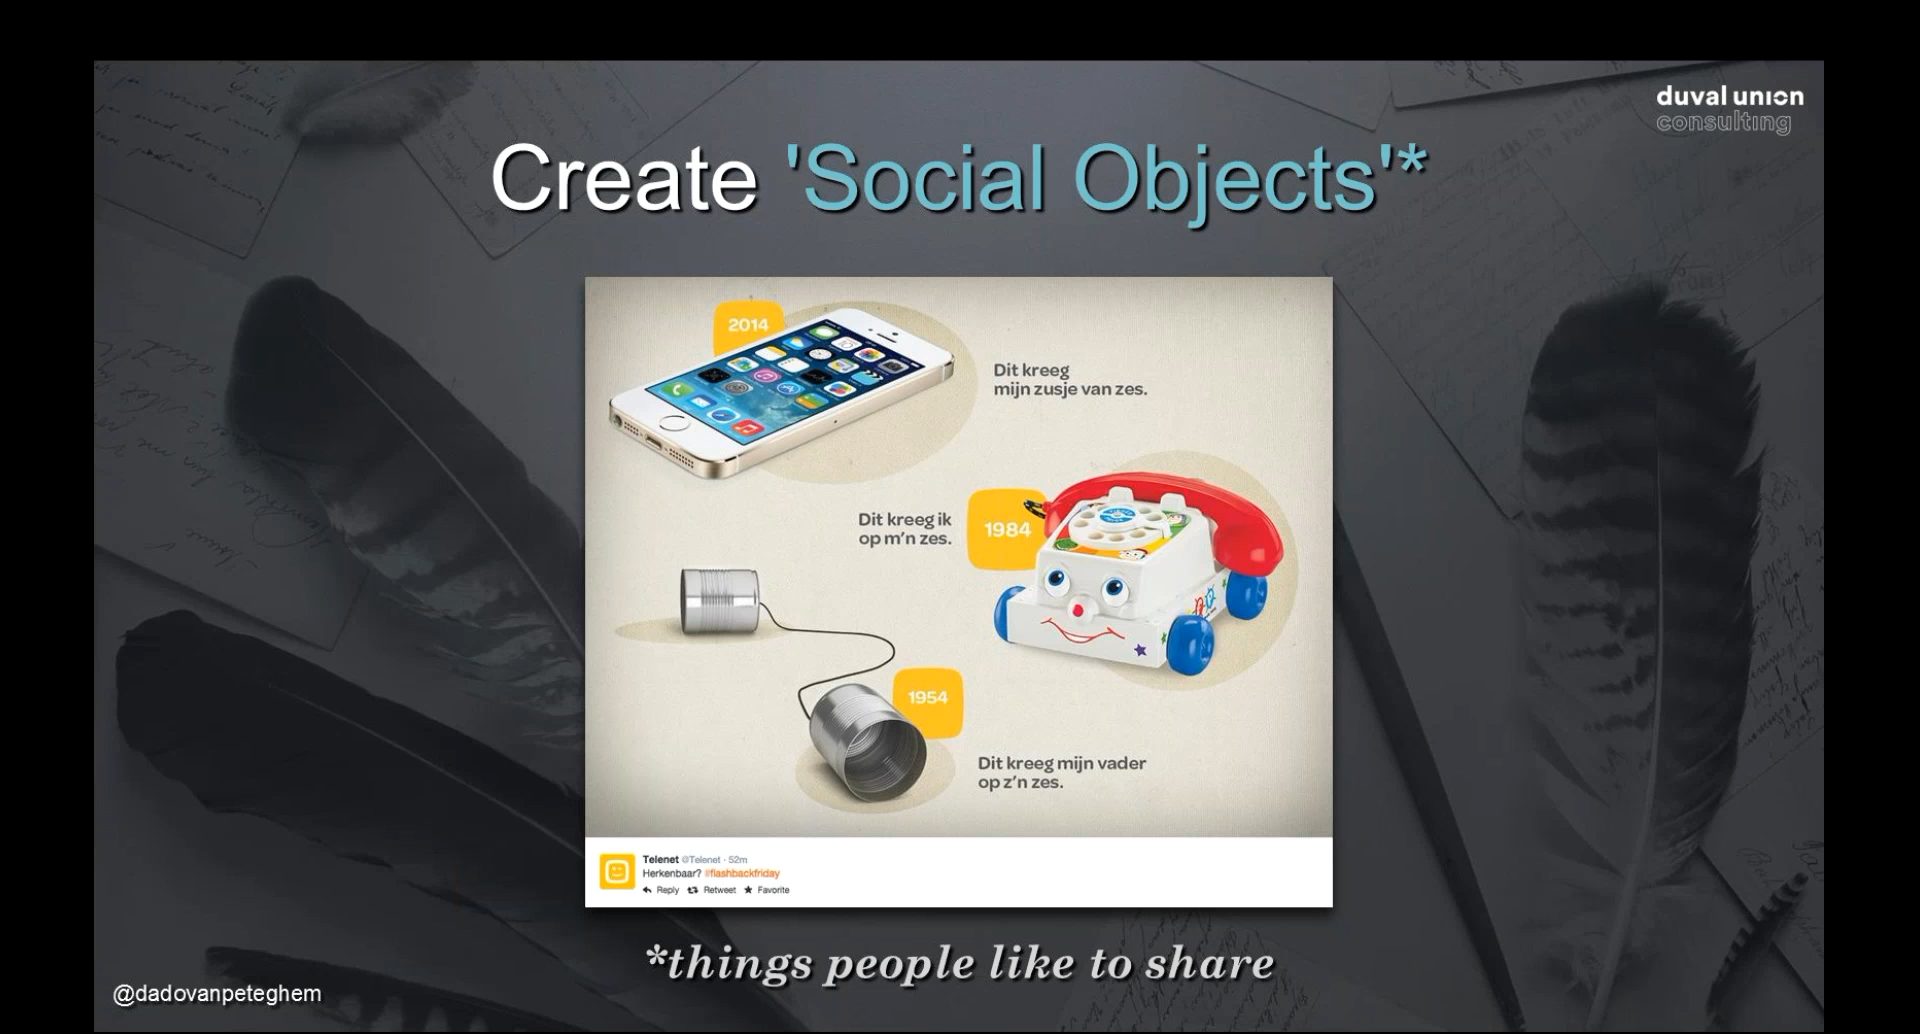 duval union
consulting
Create 'Social Objects'*
2014
Dit kreeg
mijn zusje van zes.
Dit kreeg ik
op m'n zes.
1984
1954
Dit kreeg mijn vader
op z'n zes.
Telenet @Telenet · 52m
Herkenbaar? #flashbackfriday
Reply Retweet Favorite
*things people like to share
@dadovanpeteghem